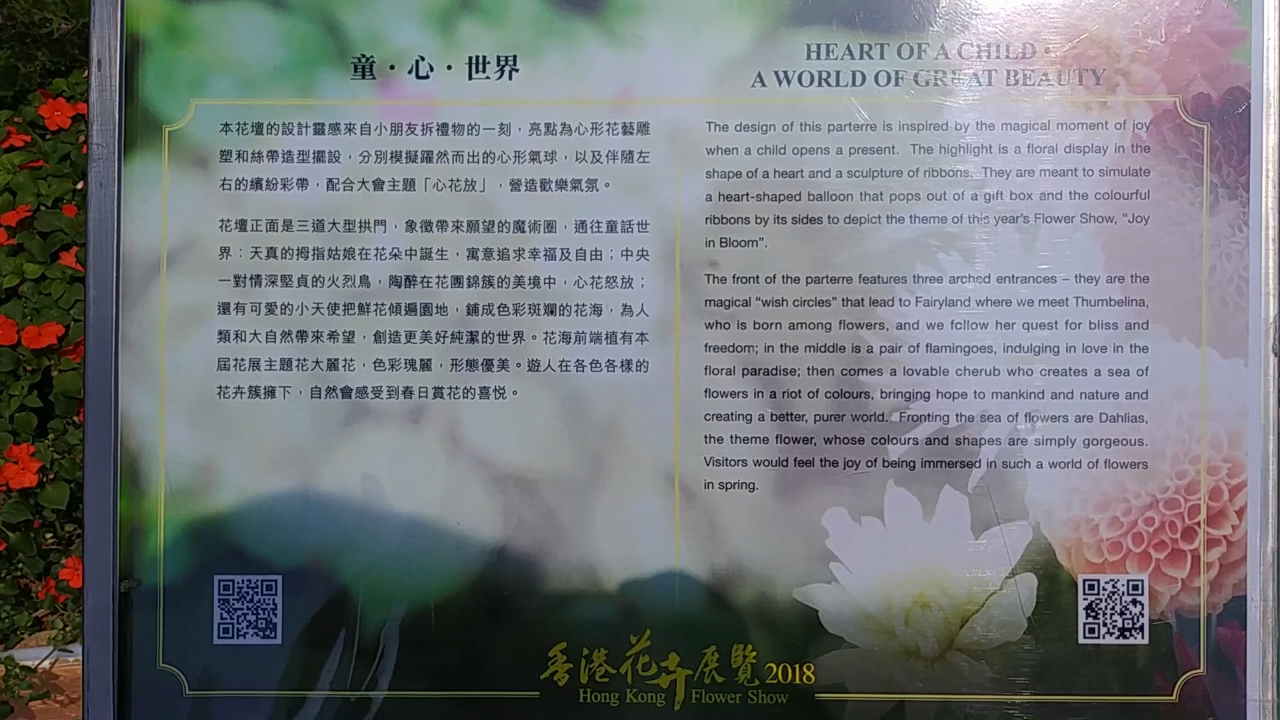 童·心·世界
本花壇的設計靈感來自小朋友拆禮物的一刻，亮點為心形花藝雕
塑和絲帶造型擺設，分別模擬躍然而出的心形氣球，以及伴隨左
右的繽紛彩帶，配合大會主題「心花放」，營造歡樂氣氛。
花壇正面是三道大型拱門，象徵帶來願望的魔術圈，通往童話世
界：天真的拇指姑娘在花朵中誕生，寓意追求幸福及自由；中央
一對情深堅貞的火烈鳥，陶醉在花團錦簇的美境中，心花怒放；
還有可愛的小天使把鮮花傾遍園地，鋪成色彩斑斕的花海，為人
類和大自然帶來希望，創造更美好純潔的世界。花海前端植有本
屆花展主題花大麗花，色彩瑰麗，形態優美。遊人在各色各樣的
花卉簇擁下，自然會感受到春日賞花的喜悅。
HEART OF A CHILD •
A WORLD OF GREAT BEAUTY
The design of this parterre is inspired by the magical moment of joy
when a child opens a present. The highlight is a floral display in the
shape of a heart and a sculpture of ribbons. They are meant to simulate
a heart-shaped balloon that pops out of a gift box and the colourful
ribbons by its sides to depict the theme of this year's Flower Show, "Joy
in Bloom".
The front of the parterre features three arched entrances – they are the
magical "wish circles" that lead to Fairyland where we meet Thumbelina,
who is born among flowers, and we follow her quest for bliss and
freedom; in the middle is a pair of flamingoes, indulging in love in the
floral paradise; then comes a lovable cherub who creates a sea of
flowers in a riot of colours, bringing hope to mankind and nature and
creating a better, purer world. Fronting the sea of flowers are Dahlias,
the theme flower, whose colours and shapes are simply gorgeous.
Visitors would feel the joy of being immersed in such a world of flowers
in spring.
香港花卉展覽2018
Hong Kong Flower Show